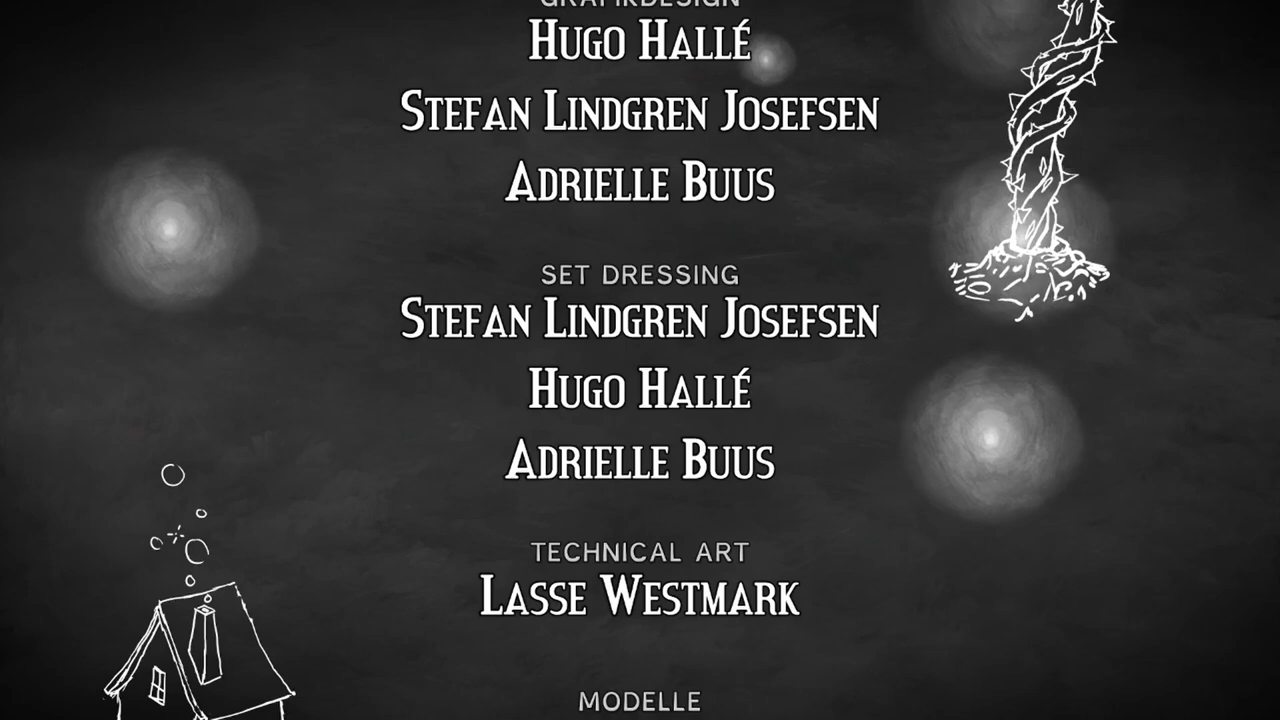 GRAFIKDESIGN
HUGO HALLÉ
STEFAN LINDGREN JOSEFSEN
ADRIELLE BUUS
SET DRESSING
STEFAN LINDGREN JOSEFSEN
HUGO HALLÉ
ADRIELLE BUUS
TECHNICAL ART
LASSE WESTMARK
MODELLE